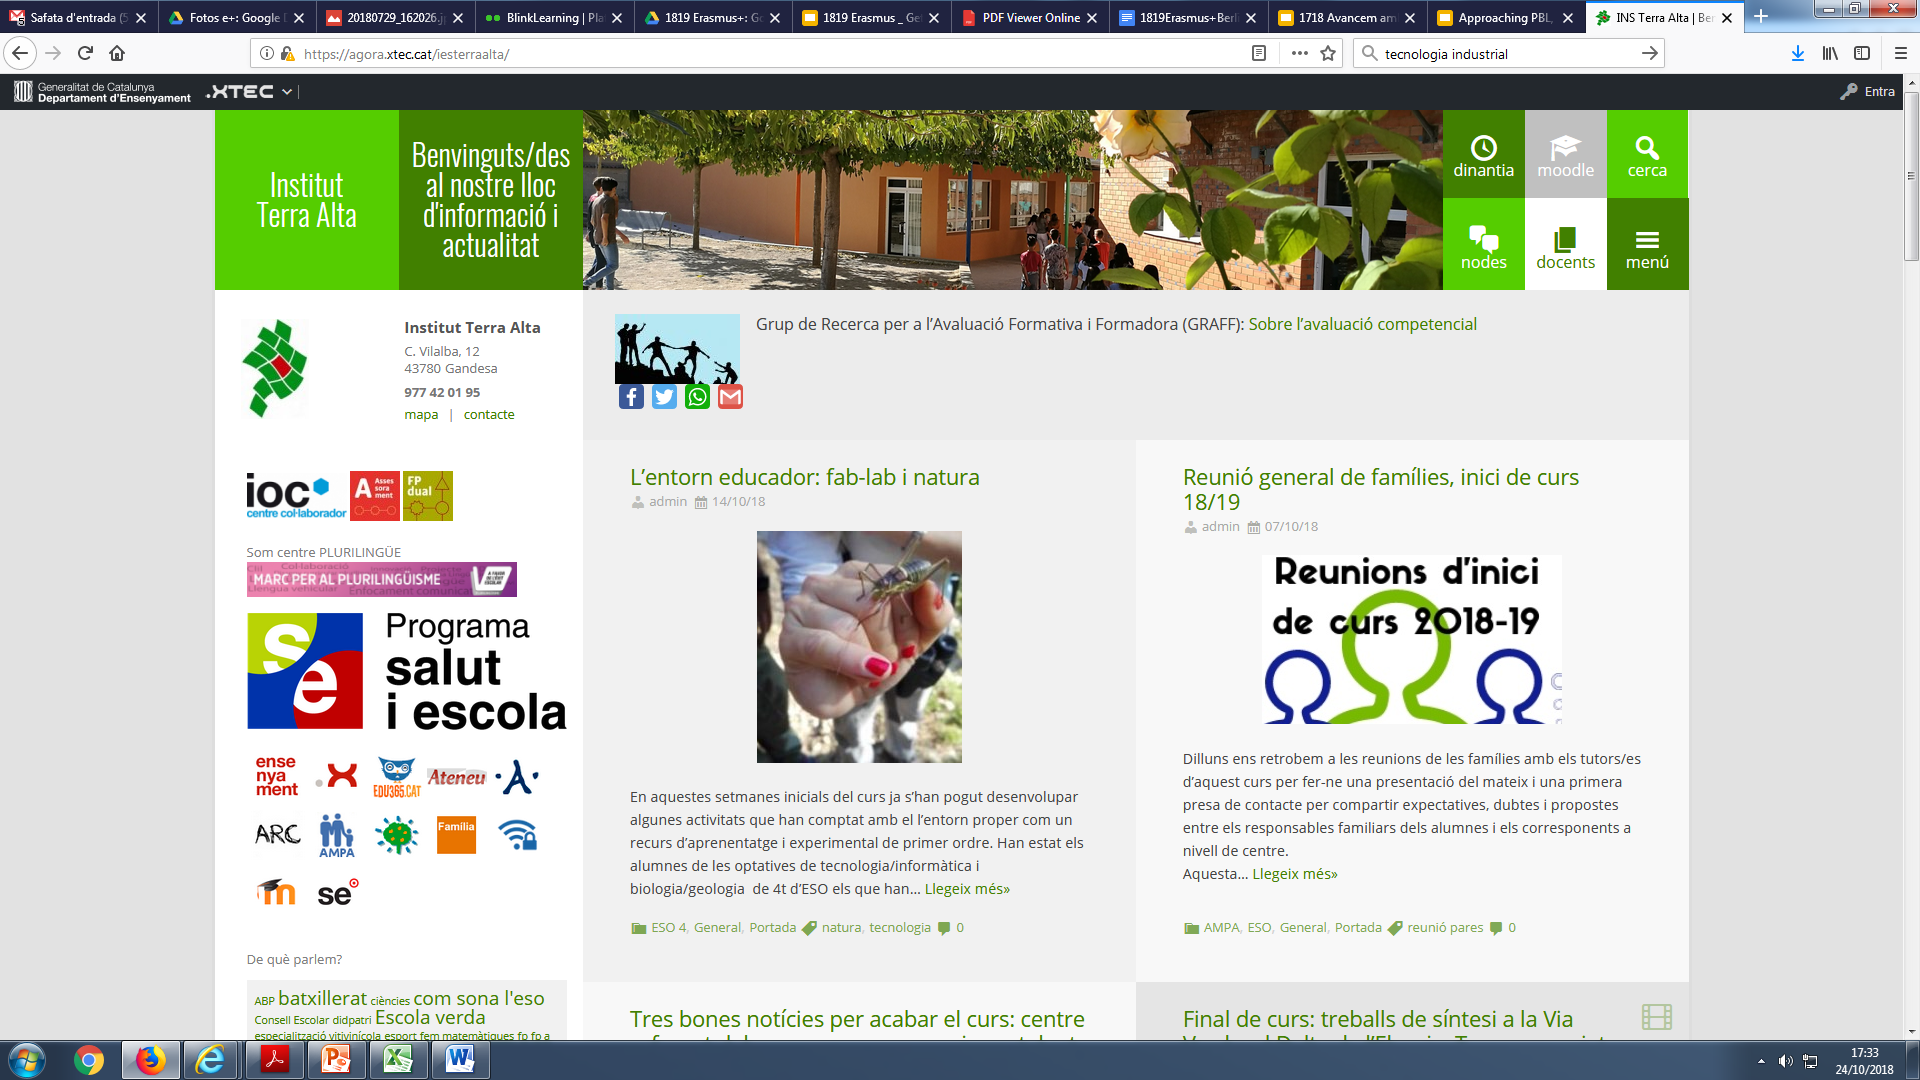 Safata d'entrada (5
Fotos e+: Google D
20180729_162026.j
BlinkLearning | Pla
1819 Erasmus+: Go
1819 Erasmus _ Get
PDF Viewer Online
1819Erasmus+Berl
1718 Avancem am
Approaching PBL,
INS Terra Alta | Ber
https://agora.xtec.cat/iesterraalta/
tecnologia industrial
Generalitat de Catalunya
Departament d'Ensenyament
.XTEC
Entra
Institut
Terra Alta
Benvinguts/des
al nostre lloc
d'informació i
actualitat
dinantia
moodle
cerca
nodes
docents
menú
Institut Terra Alta
C. Vilalba, 12
43780 Gandesa
977 42 01 95
mapa | contacte
Grup de Recerca per a l’Avaluació Formativa i Formadora (GRAFF): Sobre l’avaluació competencial
ioc
centre col·laborador
A Asses
sora
ment
FP
dual
Som centre PLURILINGÜE
MARC PER AL PLURILINGÜISME
se
Programa
salut
i escola
ense
nya
ment
.X
EDU365.CAT
Ateneu
·A·
ARC
AMPA
Família
m
se
De què parlem?
ABP batxillerat ciències com sona l'eso
Consell Escolar didpatri Escola verda
especialització vitivinícola esport fem matemàtiques fo fo a
L’entorn educador: fab-lab i natura
admin 14/10/18
En aquestes setmanes inicials del curs ja s’han pogut desenvolupar
algunes activitats que han comptat amb el l’entorn proper com un
recurs d’aprenentatge i experimental de primer ordre. Han estat els
alumnes de les optatives de tecnologia/informàtica i
biologia/geologia de 4t d’ESO els que han... Llegeix més»
ESO 4, General, Portada natura, tecnologia 0
Reunió general de famílies, inici de curs
18/19
admin 07/10/18
Reunions d'inici
de curs 2018-19
Dilluns ens retrobem a les reunions de les famílies amb els tutors/es
d’aquest curs per fer-ne una presentació del mateix i una primera
presa de contacte per compartir expectatives, dubtes i propostes
entre els responsables familiars dels alumnes i els corresponents a
nivell de centre.
Aquesta... Llegeix més»
AMPA, ESO, General, Portada reunió pares 0
Tres bones notícies per acabar el curs: centre
Final de curs: treballs de síntesi a la Via
17:33
24/10/2018